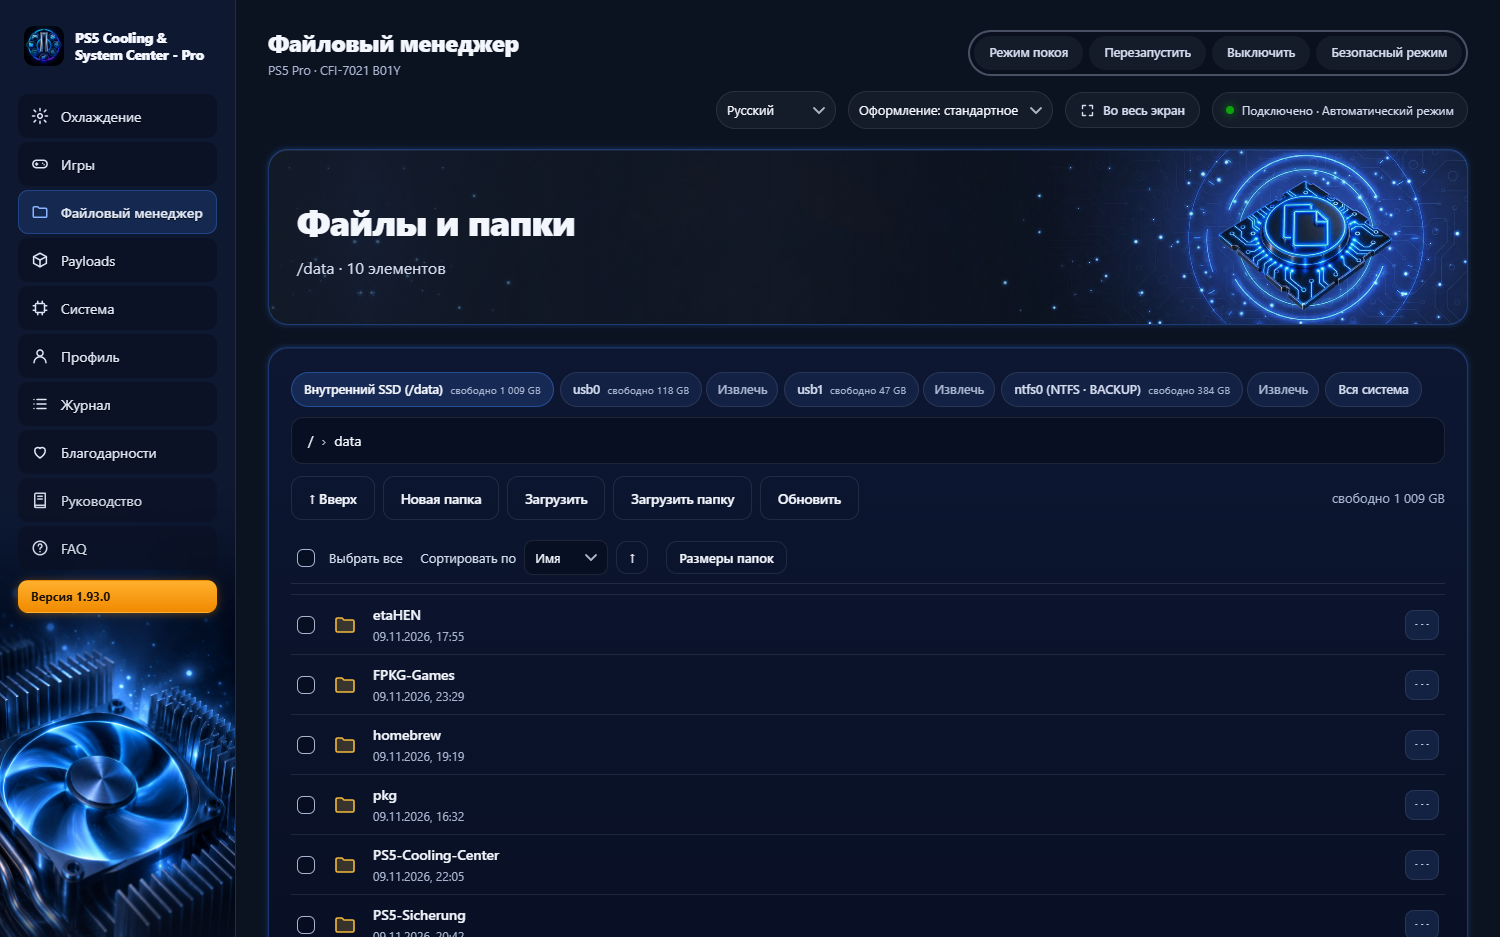 PS5 Cooling &
System Center - Pro
Охлаждение
Игры
Файловый менеджер
Payloads
Система
Профиль
Журнал
Благодарности
Руководство
FAQ
Версия 1.93.0
Файловый менеджер
PS5 Pro · CFI-7021 B01Y
Режим покоя Перезапустить Выключить Безопасный режим
Русский Оформление: стандартное Во весь экран Подключено · Автоматический режим
Файлы и папки
/data · 10 элементов
Внутренний SSD (/data) свободно 1 009 GB usb0 свободно 118 GB Извлечь usb1 свободно 47 GB Извлечь ntfs0 (NTFS · BACKUP) свободно 384 GB Извлечь Вся система
/ › data
↑ Вверх Новая папка Загрузить Загрузить папку Обновить свободно 1 009 GB
Выбрать все Сортировать по Имя ↑ Размеры папок
etaHEN
09.11.2026, 17:55
FPKG-Games
09.11.2026, 23:29
homebrew
09.11.2026, 19:19
pkg
09.11.2026, 16:32
PS5-Cooling-Center
09.11.2026, 22:05
PS5-Sicherung
09.11.2026, 20:42